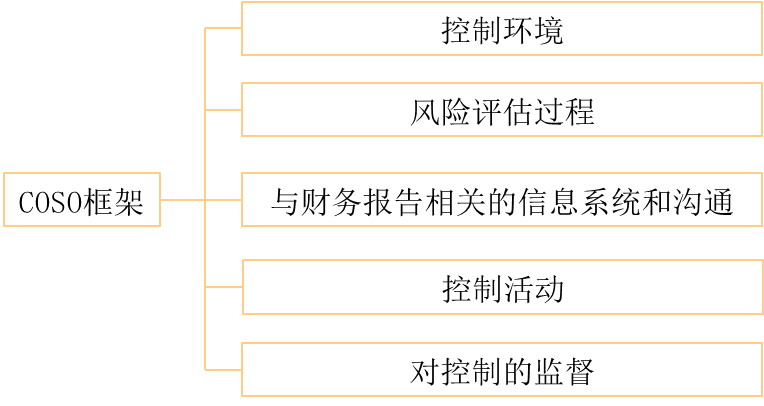 控制环境
风险评估过程
COSO框架
与财务报告相关的信息系统和沟通
控制活动
对控制的监督